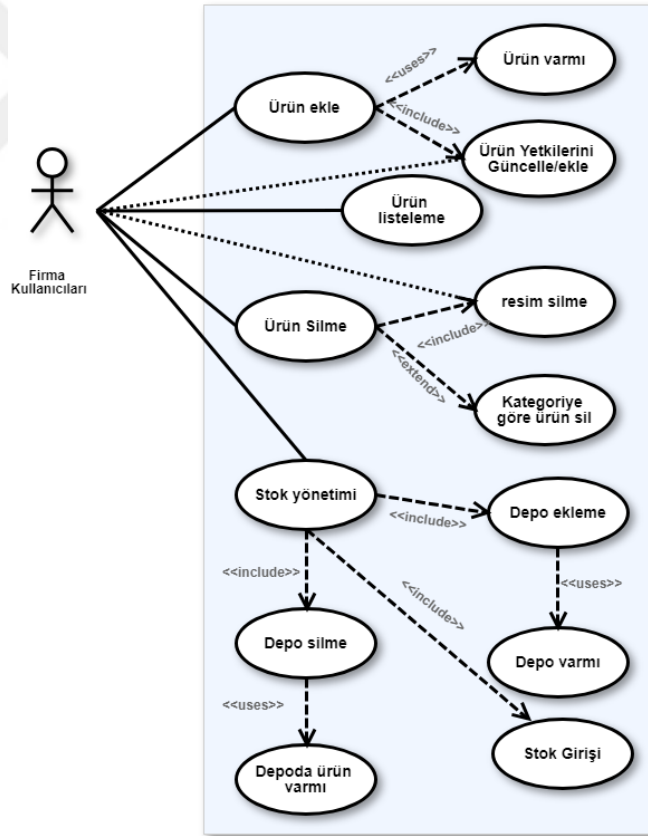 <<uses>>
Ürün varmı
Ürün ekle
<<include>>
Ürün Yetkilerini
Güncelle/ekle
Ürün
listeleme
Firma
Kullanıcıları
resim silme
Ürün Silme
<<include>>
<<extend>>
Kategoriye
göre ürün sil
Stok yönetimi
<<include>>
Depo ekleme
<<include>>
<<include>>
<<uses>>
Depo silme
Depo varmı
<<uses>>
Stok Girişi
Depoda ürün
varmı